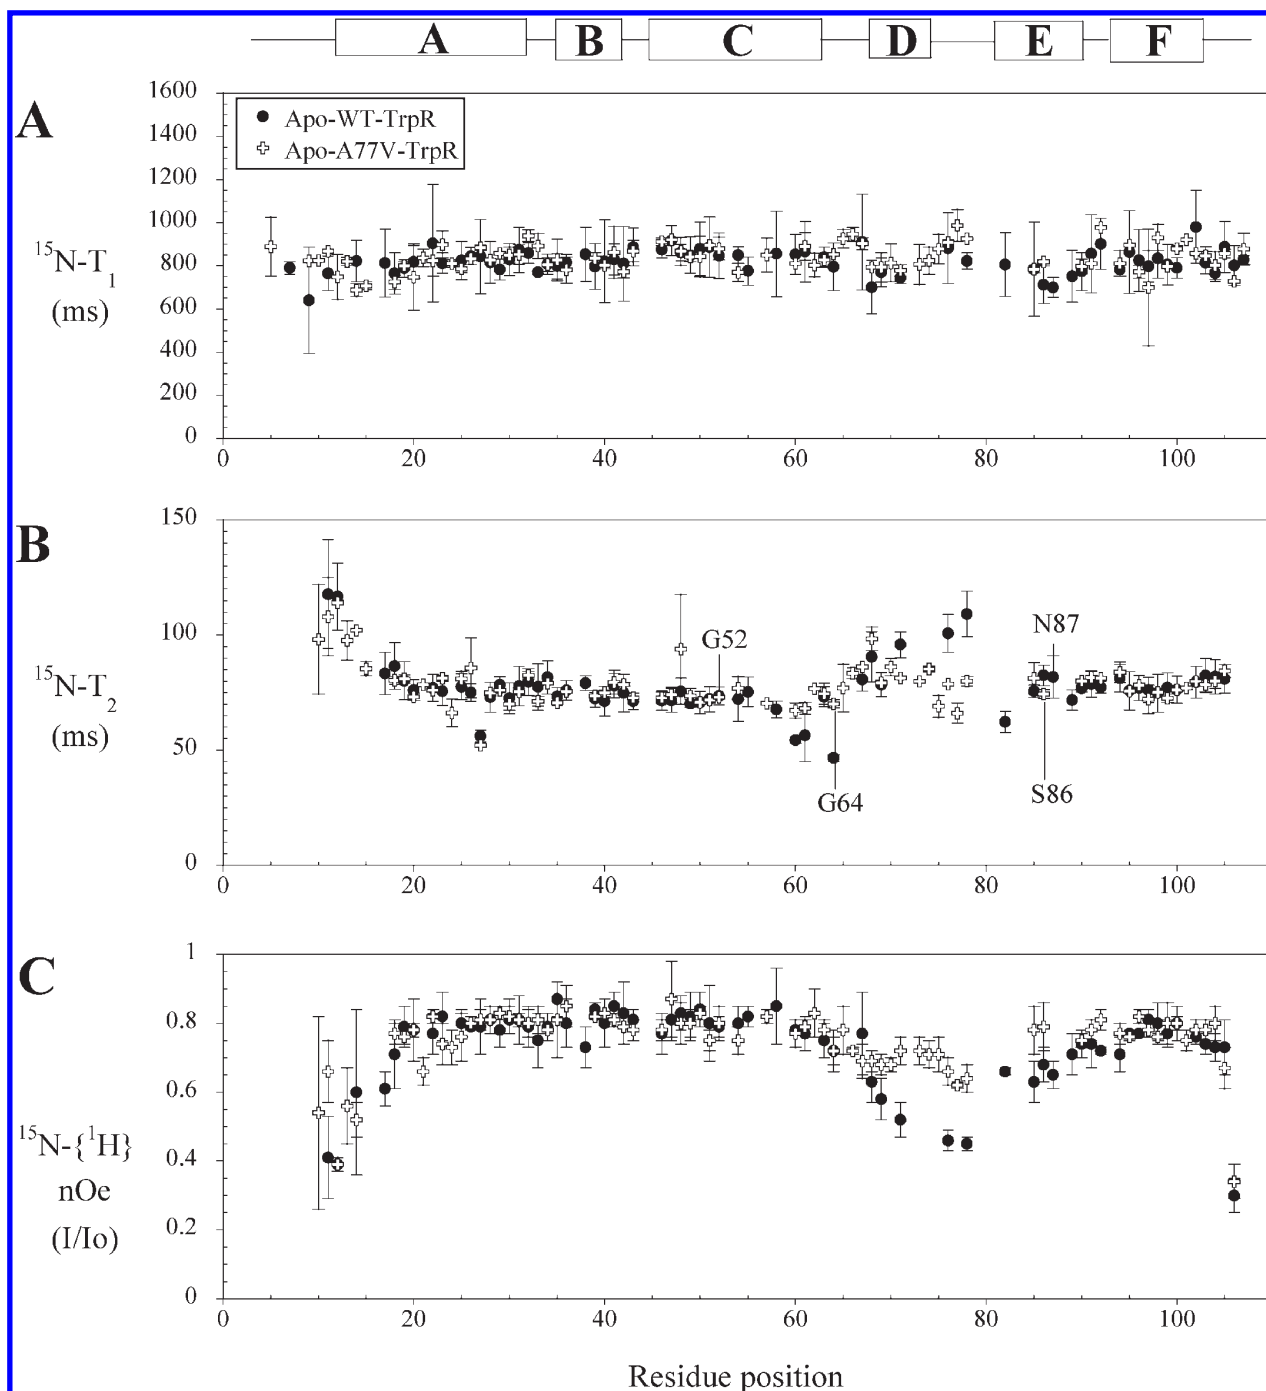 A B C D E F
A
1600
1400
1200
1000
800
600
400
200
0
Apo-WT-TrpR
Apo-A77V-TrpR
15N-T1
(ms)
0 20 40 60 80 100
B
150
100
50
0
15N-T2
(ms)
G52
N87
G64
S86
0 20 40 60 80 100
C
1
0.8
0.6
0.4
0.2
0
15N-{1H}
nOe
(I/Io)
0 20 40 60 80 100
Residue position